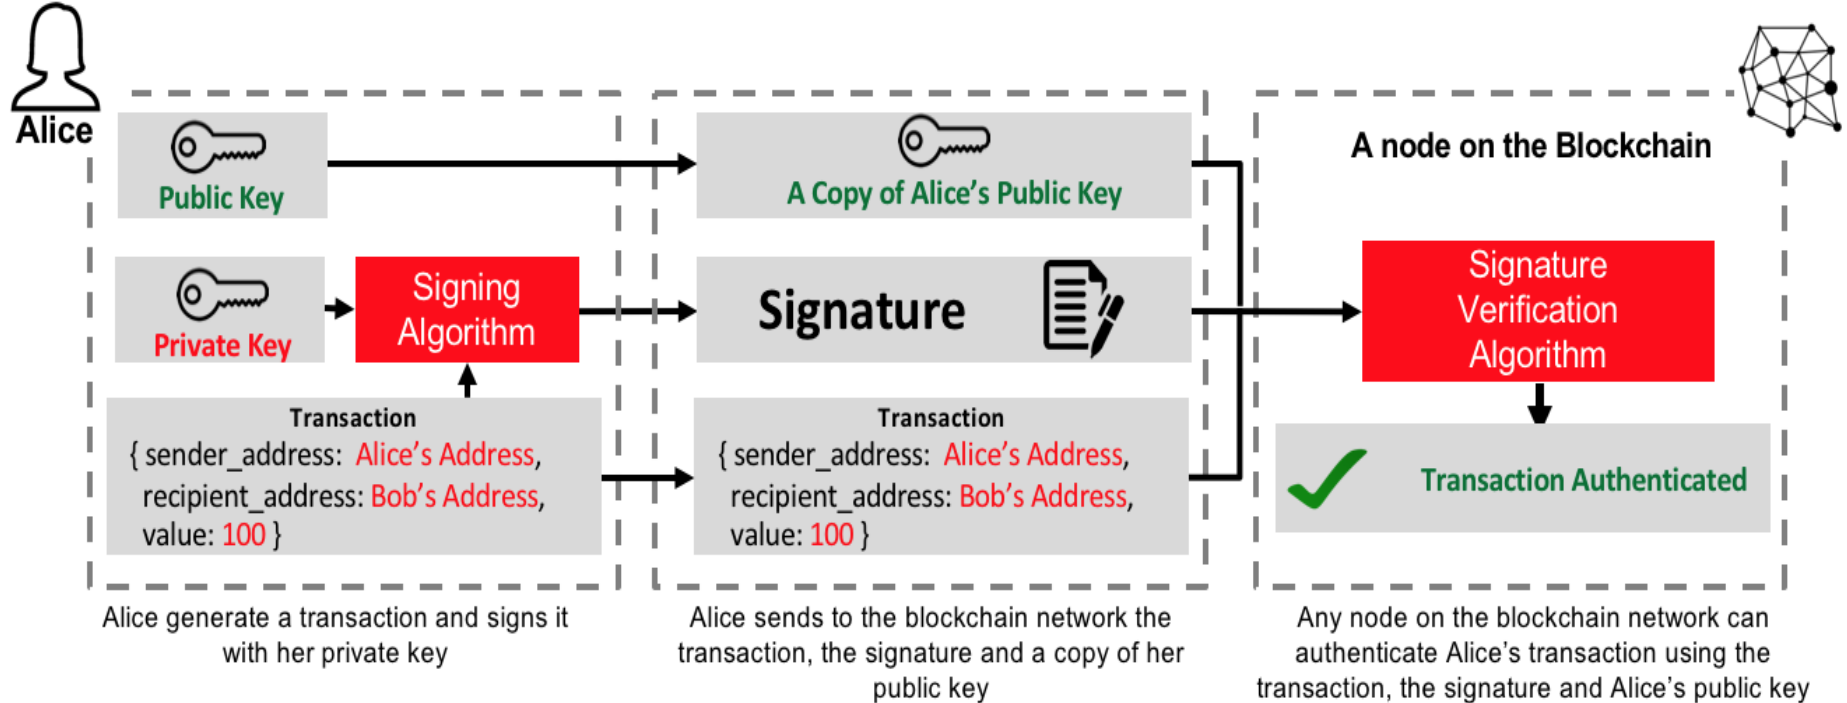 Alice
Public Key
Private Key
Signing
Algorithm
Transaction
{ sender_address: Alice's Address,
recipient_address: Bob's Address,
value: 100 }
Alice generate a transaction and signs it
with her private key
A Copy of Alice's Public Key
Signature
Transaction
{ sender_address: Alice's Address,
recipient_address: Bob's Address,
value: 100 }
Alice sends to the blockchain network the
transaction, the signature and a copy of her
public key
A node on the Blockchain
Signature
Verification
Algorithm
Transaction Authenticated
Any node on the blockchain network can
authenticate Alice's transaction using the
transaction, the signature and Alice's public key